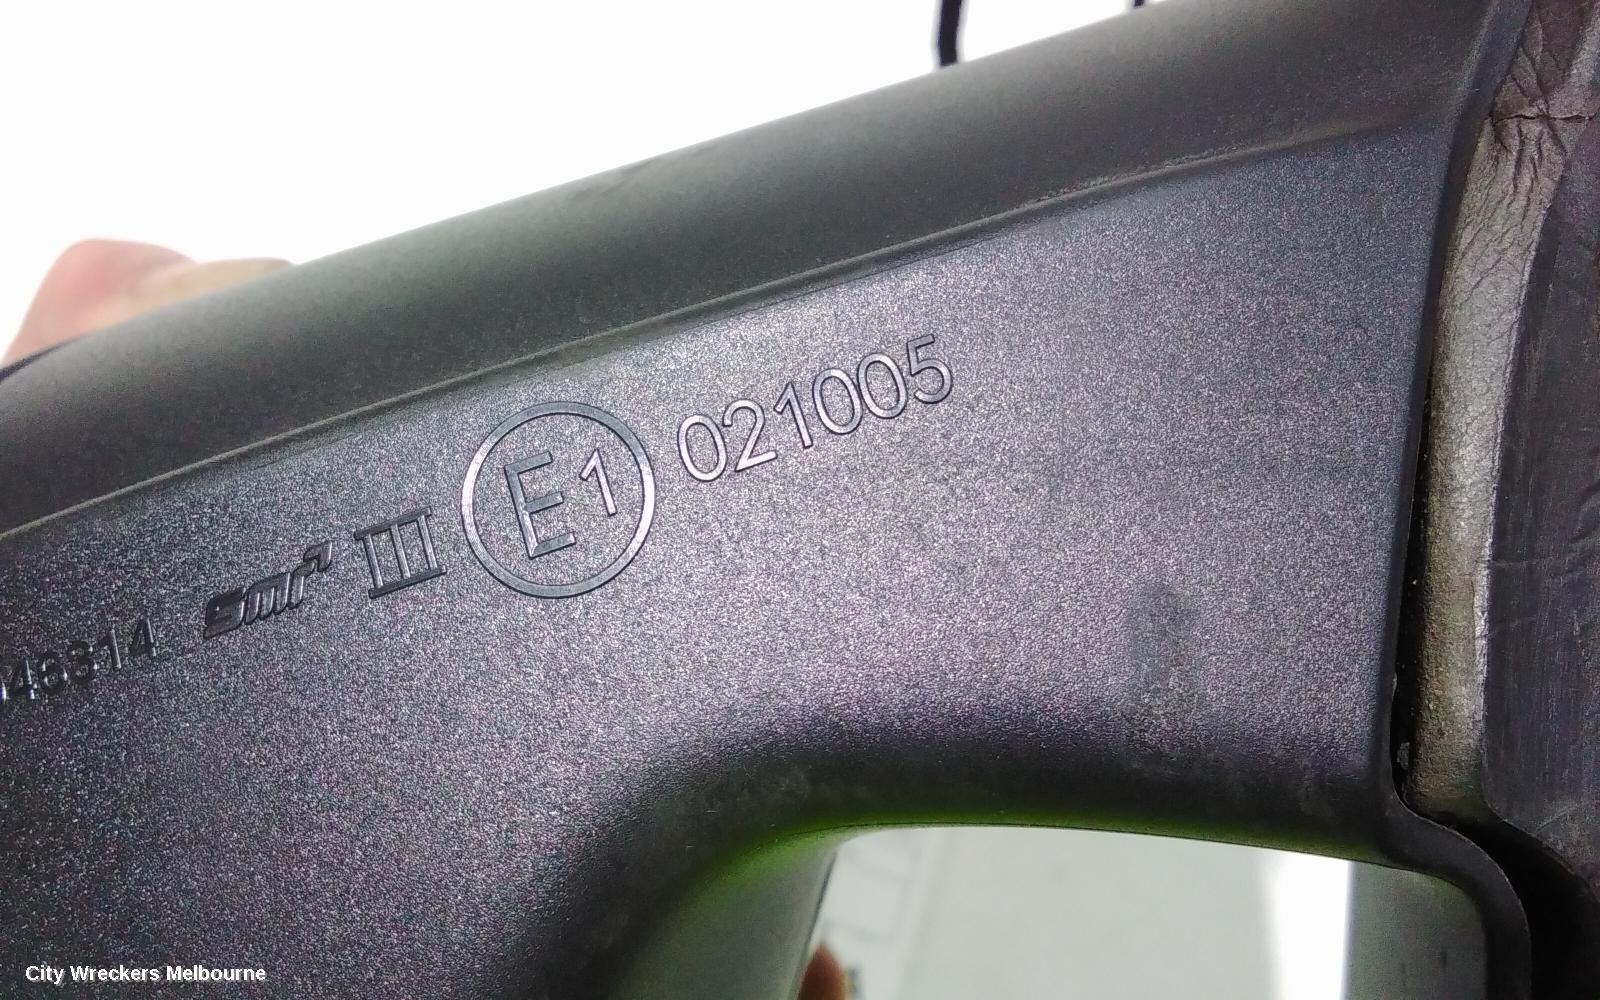 46314 smr III E1 021005
City Wreckers Melbourne